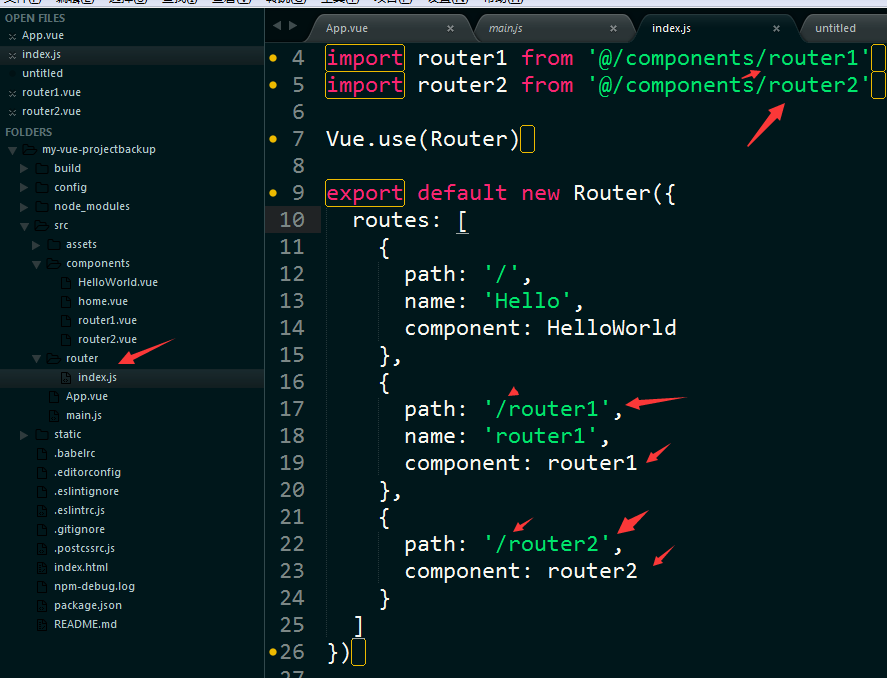 OPEN FILES
App.vue
index.js
untitled
router1.vue
router2.vue
FOLDERS
my-vue-projectbackup
build
config
node_modules
src
assets
components
HelloWorld.vue
home.vue
router1.vue
router2.vue
router
index.js
App.vue
main.js
static
.babelrc
.editorconfig
.eslintignore
.eslintrc.js
.gitignore
.postcssrc.js
index.html
npm-debug.log
package.json
README.md
App.vue × main.js × index.js × untitled
4 import router1 from '@/components/router1'
5 import router2 from '@/components/router2'
6
7 Vue.use(Router)
8
9 export default new Router({
10 routes: [
11 {
12 path: '/',
13 name: 'Hello',
14 component: HelloWorld
15 },
16 {
17 path: '/router1',
18 name: 'router1',
19 component: router1
20 },
21 {
22 path: '/router2',
23 component: router2
24 }
25 ]
26 })
27